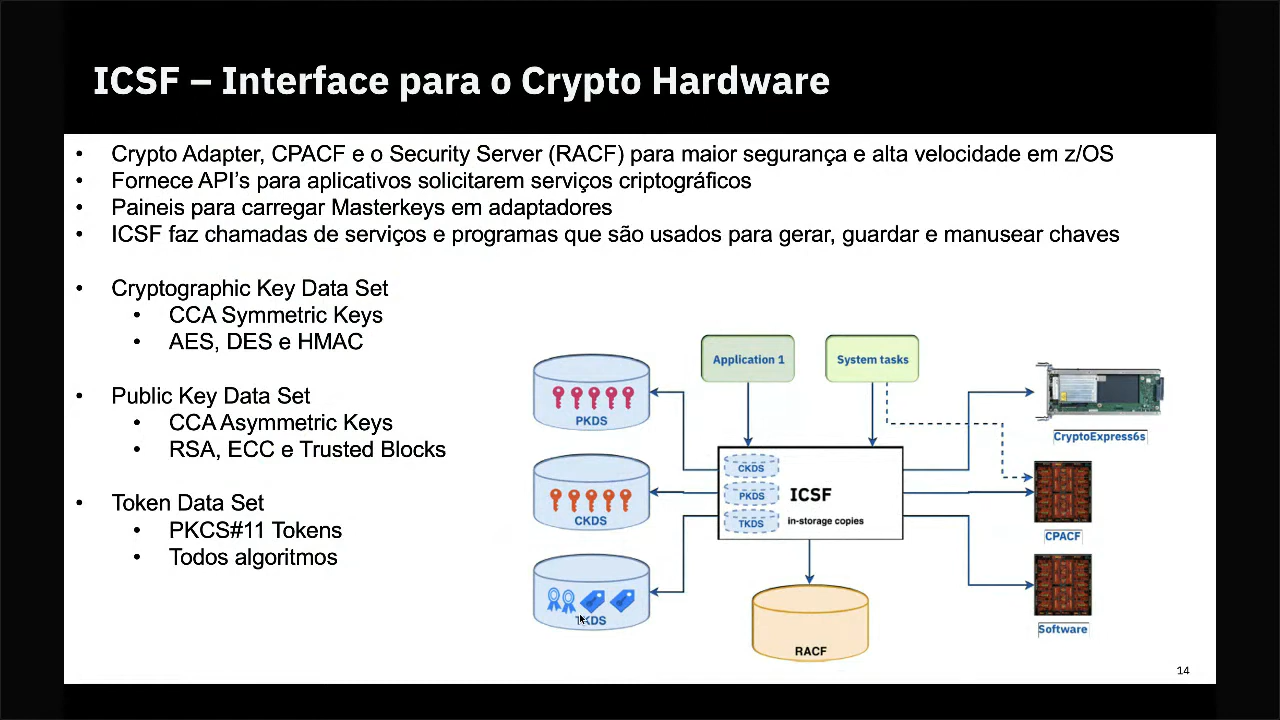 ICSF – Interface para o Crypto Hardware
• Crypto Adapter, CPACF e o Security Server (RACF) para maior segurança e alta velocidade em z/OS
• Fornece API’s para aplicativos solicitarem serviços criptográficos
• Paineis para carregar Masterkeys em adaptadores
• ICSF faz chamadas de serviços e programas que são usados para gerar, guardar e manusear chaves
• Cryptographic Key Data Set
• CCA Symmetric Keys
• AES, DES e HMAC
• Public Key Data Set
• CCA Asymmetric Keys
• RSA, ECC e Trusted Blocks
• Token Data Set
• PKCS#11 Tokens
• Todos algoritmos
Application 1
System tasks
PKDS
CKDS
TKDS
CKDS
PKDS
TKDS
ICSF
in-storage copies
RACF
CryptoExpress6s
CPACF
Software
14